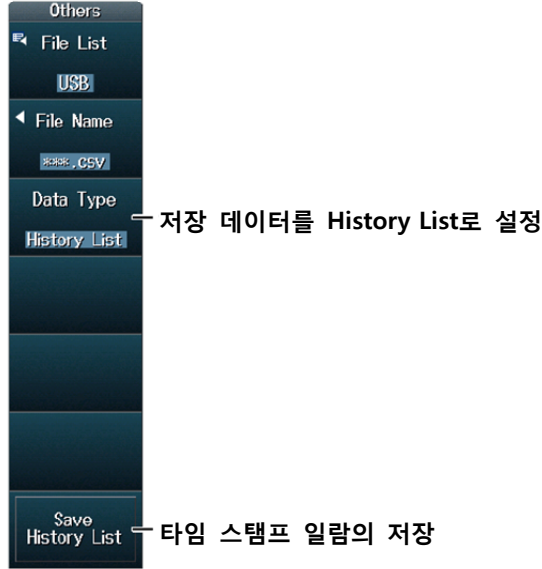 Others
File List
USB
File Name
***.CSV
Data Type
저장 데이터를 History List로 설정
History List
Save
History List
타임 스탬프 일람의 저장